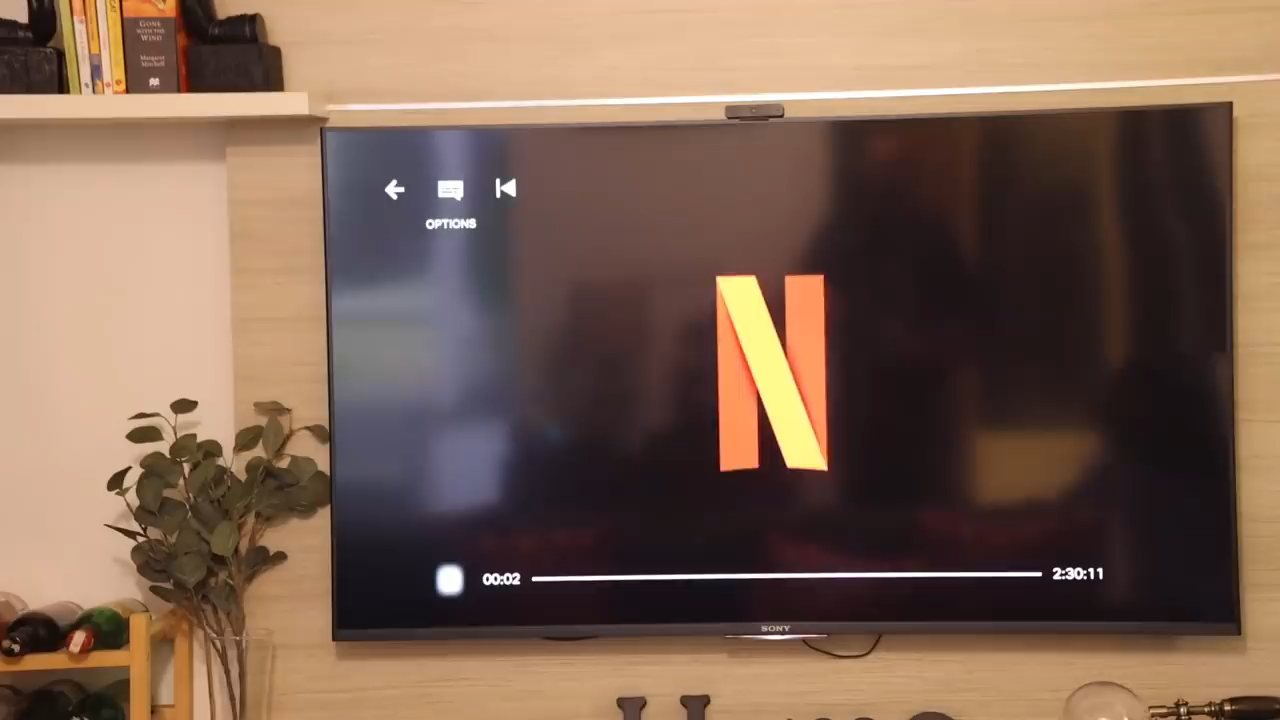 GONE
WITH THE
WIND
Margaret
Mitchell
OPTIONS
N
00:02
2:30:11
SONY